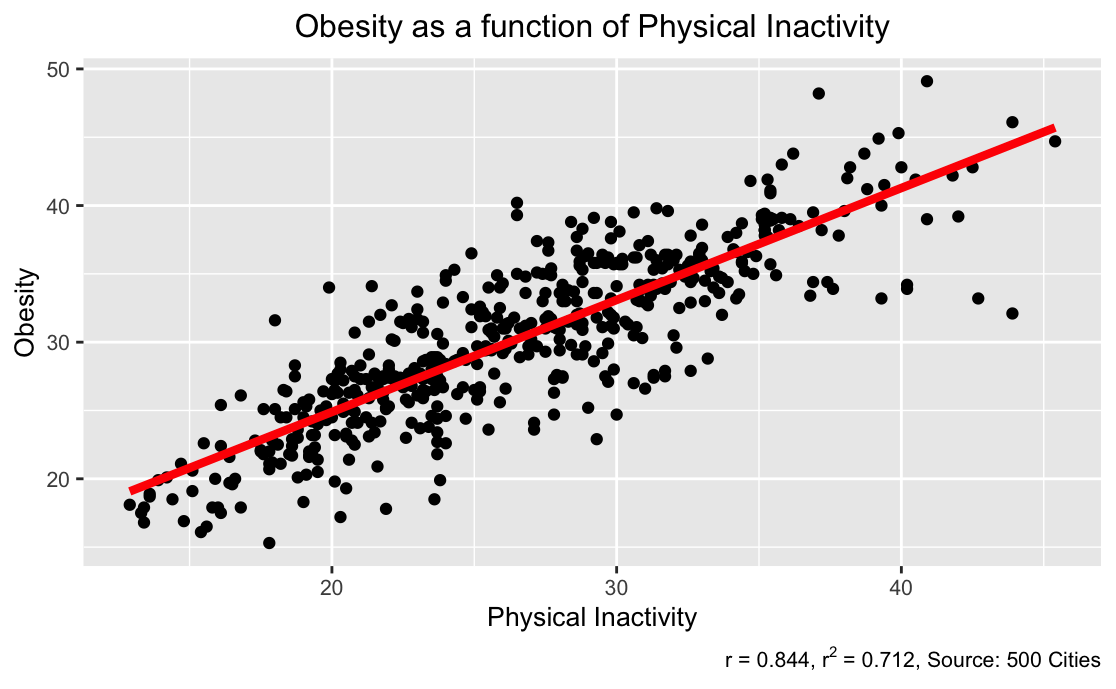 Obesity as a function of Physical Inactivity
50
40
30
20
Obesity
20 30 40
Physical Inactivity
r = 0.844, r² = 0.712, Source: 500 Cities